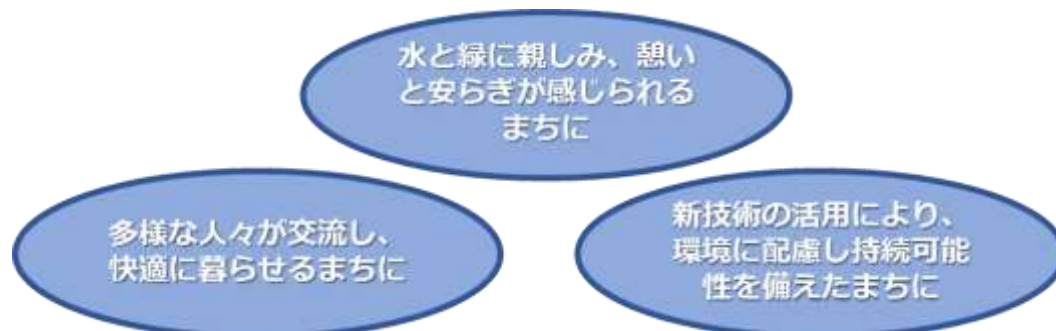 水と緑に親しみ、憩い
と安らぎが感じられる
まちに
多様な人々が交流し、
快適に暮らせるまちに
新技術の活用により、
環境に配慮し持続可能
性を備えたまちに